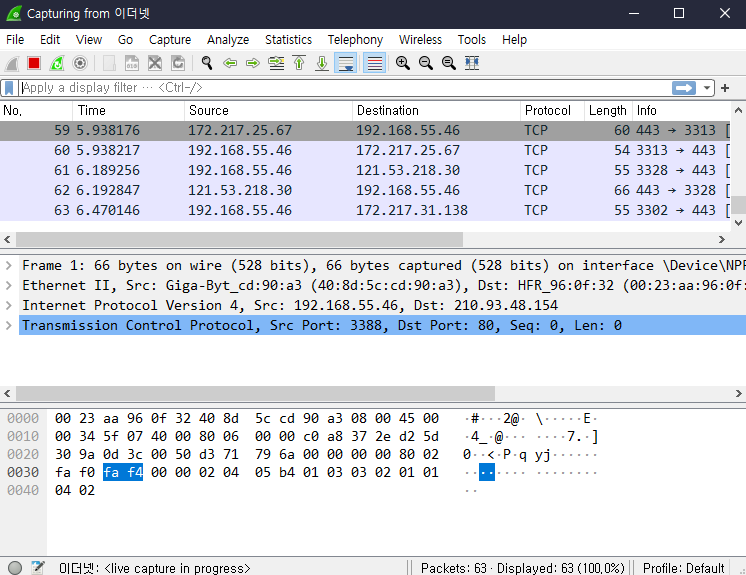 Capturing from 이더넷
File Edit View Go Capture Analyze Statistics Telephony Wireless Tools Help
Apply a display filter ... <Ctrl-/>
No. Time Source Destination Protocol Length Info
59 5.938176 172.217.25.67 192.168.55.46 TCP 60 443 → 3313 [
60 5.938217 192.168.55.46 172.217.25.67 TCP 54 3313 → 443 [
61 6.189256 192.168.55.46 121.53.218.30 TCP 55 3328 → 443 [
62 6.192847 121.53.218.30 192.168.55.46 TCP 66 443 → 3328 [
63 6.470146 192.168.55.46 172.217.31.138 TCP 55 3302 → 443 [
Frame 1: 66 bytes on wire (528 bits), 66 bytes captured (528 bits) on interface \Device\NPF
Ethernet II, Src: Giga-Byt_cd:90:a3 (40:8d:5c:cd:90:a3), Dst: HFR_96:0f:32 (00:23:aa:96:0f:
Internet Protocol Version 4, Src: 192.168.55.46, Dst: 210.93.48.154
Transmission Control Protocol, Src Port: 3388, Dst Port: 80, Seq: 0, Len: 0
0000 00 23 aa 96 0f 32 40 8d 5c cd 90 a3 08 00 45 00 ·#···2@· \·····E·
0010 00 34 5f 07 40 00 80 06 00 00 c0 a8 37 2e d2 5d ·4_·@··· ····7.·]
0020 30 9a 0d 3c 00 50 d3 71 79 6a 00 00 00 00 80 02 0··<·P·q yj······
0030 fa f0 fa f4 00 00 02 04 05 b4 01 03 03 02 01 01 ········ ········
0040 04 02 ··
이더넷: <live capture in progress> Packets: 63 · Displayed: 63 (100,0%) Profile: Default